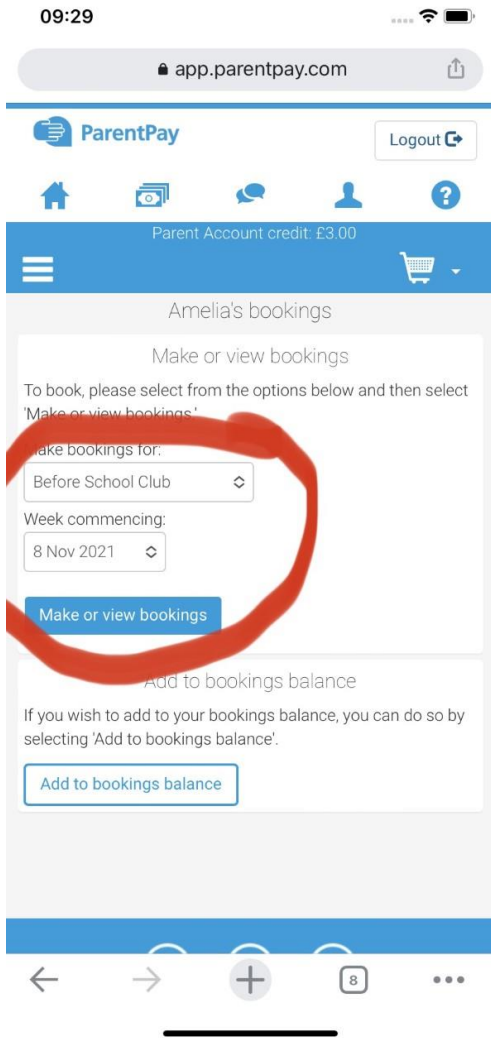 09:29
app.parentpay.com
ParentPay
Logout
Parent Account credit: £3.00
Amelia's bookings
Make or view bookings
To book, please select from the options below and then select
'Make or view bookings.'
Make bookings for:
Before School Club
Week commencing:
8 Nov 2021
Make or view bookings
Add to bookings balance
If you wish to add to your bookings balance, you can do so by
selecting 'Add to bookings balance'.
Add to bookings balance
8